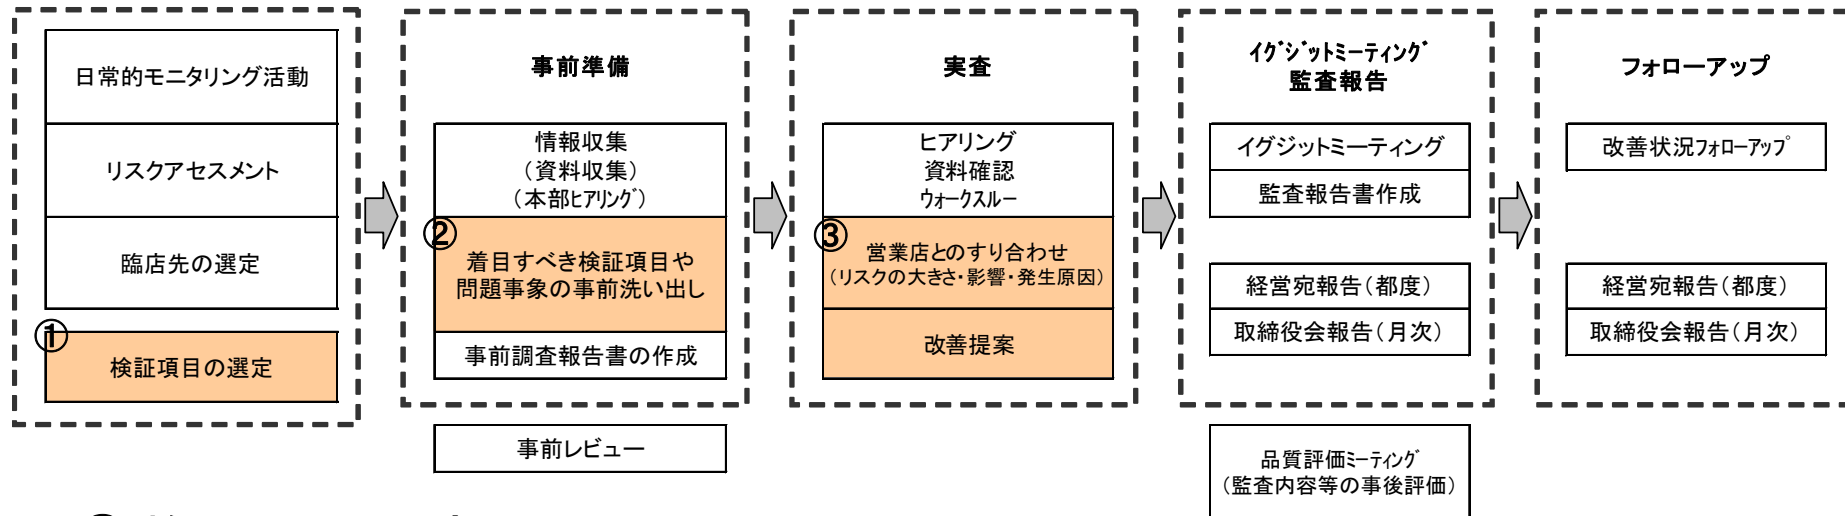 日常的モニタリング活動
リスクアセスメント
臨店先の選定
①
検証項目の選定
事前準備
情報収集
(資料収集)
(本部ﾋｱﾘﾝｸﾞ)
②
着目すべき検証項目や
問題事象の事前洗い出し
事前調査報告書の作成
事前レビュー
実査
ヒアリング
資料確認
ｳｫｰｸスルー
③
営業店とのすり合わせ
(リスクの大きさ・影響・発生原因)
改善提案
ｲｸﾞｼﾞｯﾄﾐｰﾃｨﾝｸﾞ
監査報告
イグジットミーティング
監査報告書作成
経営宛報告(都度)
取締役会報告(月次)
品質評価ﾐｰﾃｨﾝｸﾞ
(監査内容等の事後評価)
フォローアップ
改善状況ﾌｫﾛｰｱｯﾌﾟ
経営宛報告(都度)
取締役会報告(月次)